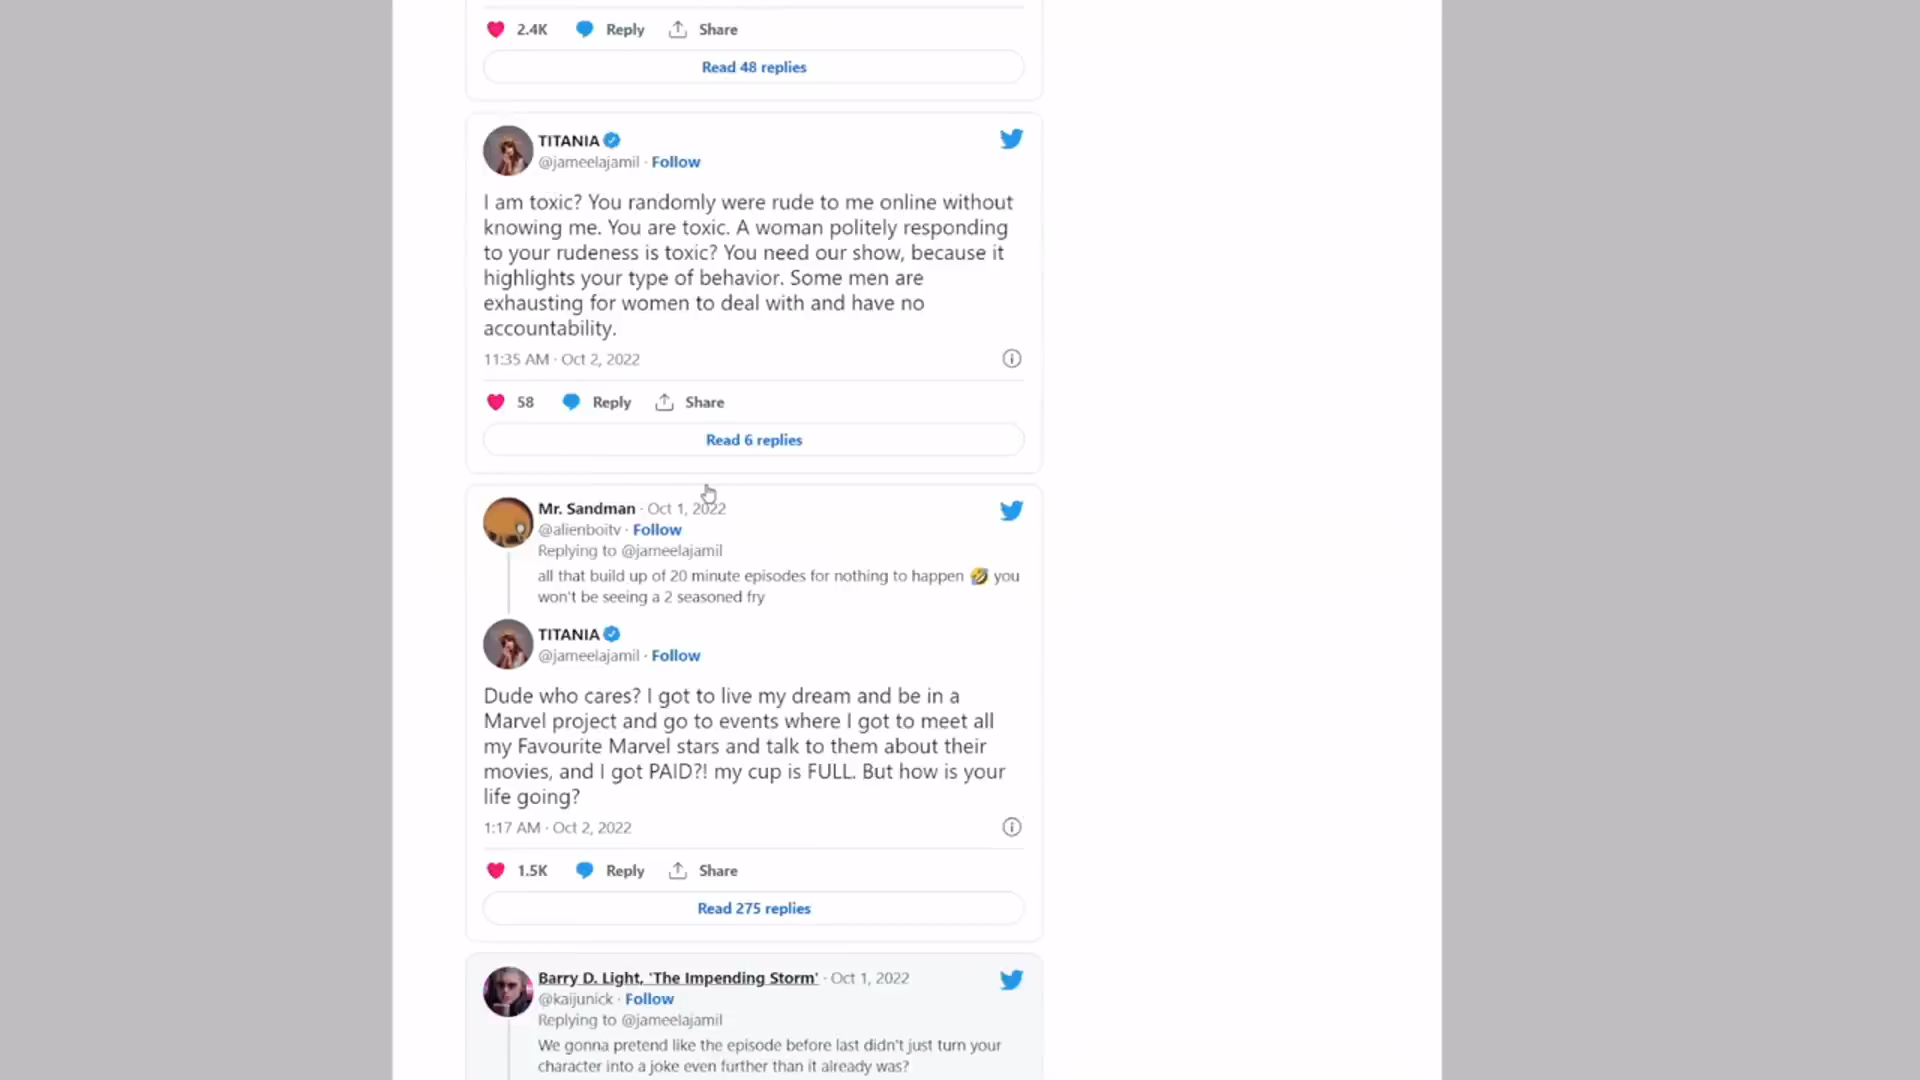 2.4K Reply Share
Read 48 replies
TITANIA
@jameelajamil · Follow
I am toxic? You randomly were rude to me online without
knowing me. You are toxic. A woman politely responding
to your rudeness is toxic? You need our show, because it
highlights your type of behavior. Some men are
exhausting for women to deal with and have no
accountability.
11:35 AM · Oct 2, 2022
58 Reply Share
Read 6 replies
Mr. Sandman · Oct 1, 2022
@alienboitv · Follow
Replying to @jameelajamil
all that build up of 20 minute episodes for nothing to happen 🤣 you
won't be seeing a 2 seasoned fry
TITANIA
@jameelajamil · Follow
Dude who cares? I got to live my dream and be in a
Marvel project and go to events where I got to meet all
my Favourite Marvel stars and talk to them about their
movies, and I got PAID?! my cup is FULL. But how is your
life going?
1:17 AM · Oct 2, 2022
1.5K Reply Share
Read 275 replies
Barry D. Light, 'The Impending Storm' · Oct 1, 2022
@kaijunick · Follow
Replying to @jameelajamil
We gonna pretend like the episode before last didn't just turn your
character into a joke even further than it already was?